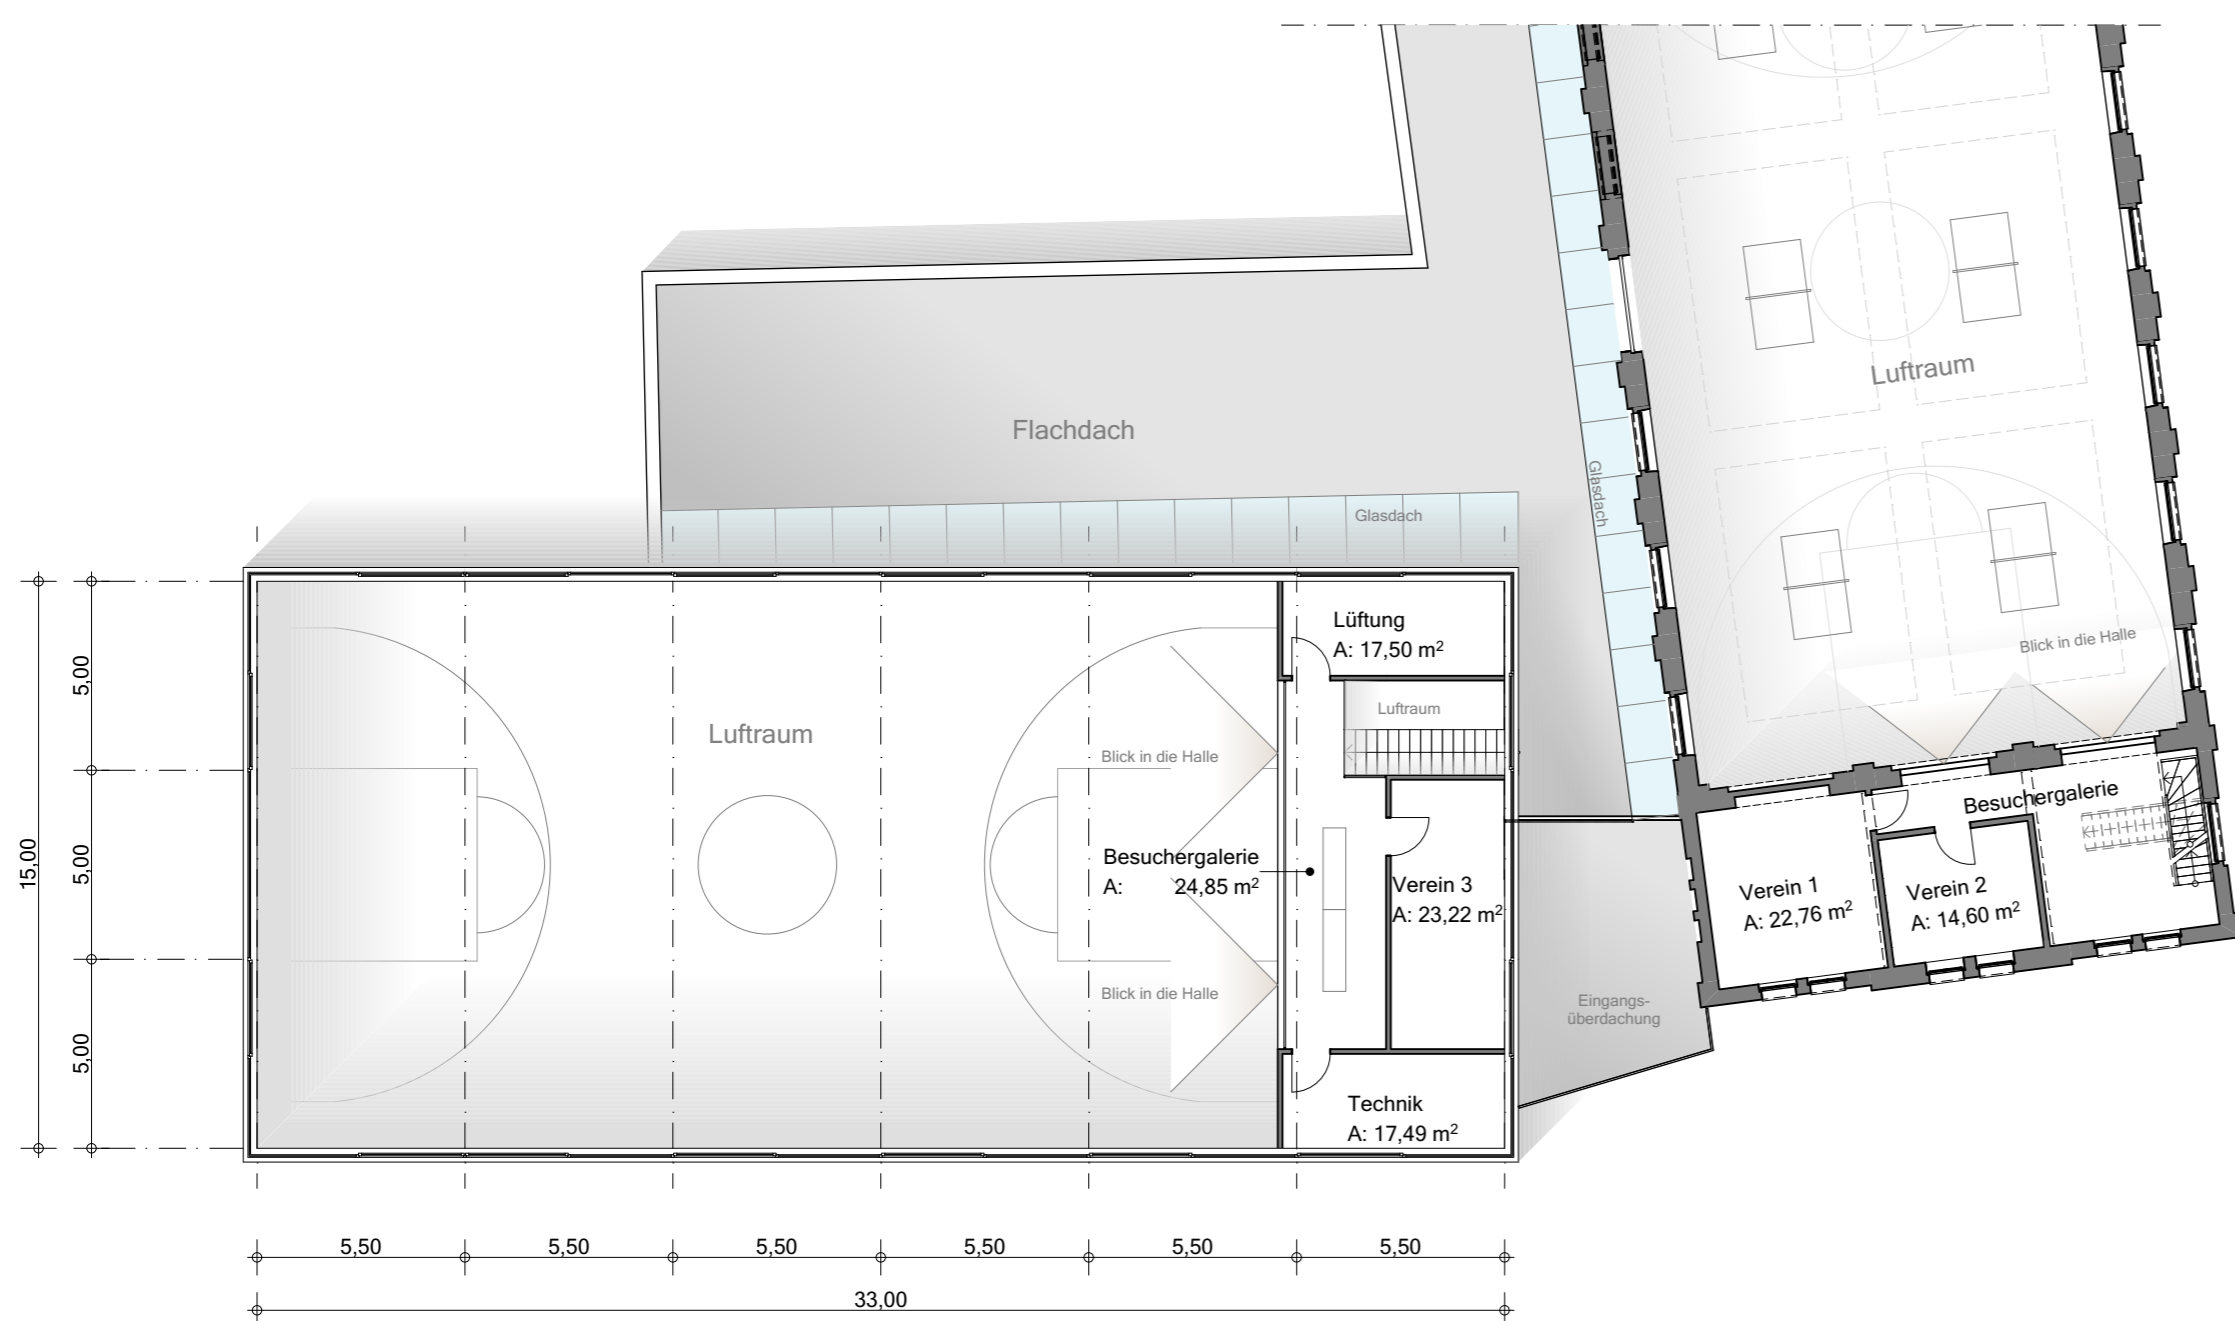 Luftraum
Flachdach
Glasdach
Glasdach
Blick in die Halle
Lüftung
A: 17,50 m²
Luftraum
Luftraum
Blick in die Halle
Besuchergalerie
A: 24,85 m²
Verein 3
A: 23,22 m²
Blick in die Halle
Technik
A: 17,49 m²
Besuchergalerie
Verein 1
A: 22,76 m²
Verein 2
A: 14,60 m²
Eingangs-
überdachung
15,00
5,00
5,00
5,00
5,50
5,50
5,50
5,50
5,50
5,50
33,00